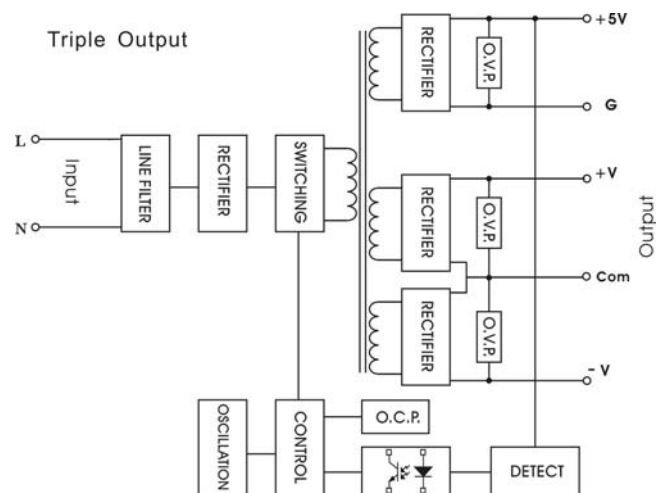 Triple Output
L
N
Input
LINE FILTER
RECTIFIER
SWITCHING
RECTIFIER
O.V.P.
+5V
G
RECTIFIER
O.V.P.
+V
Com
RECTIFIER
O.V.P.
- V
Output
OSCILLATION
CONTROL
O.C.P.
DETECT